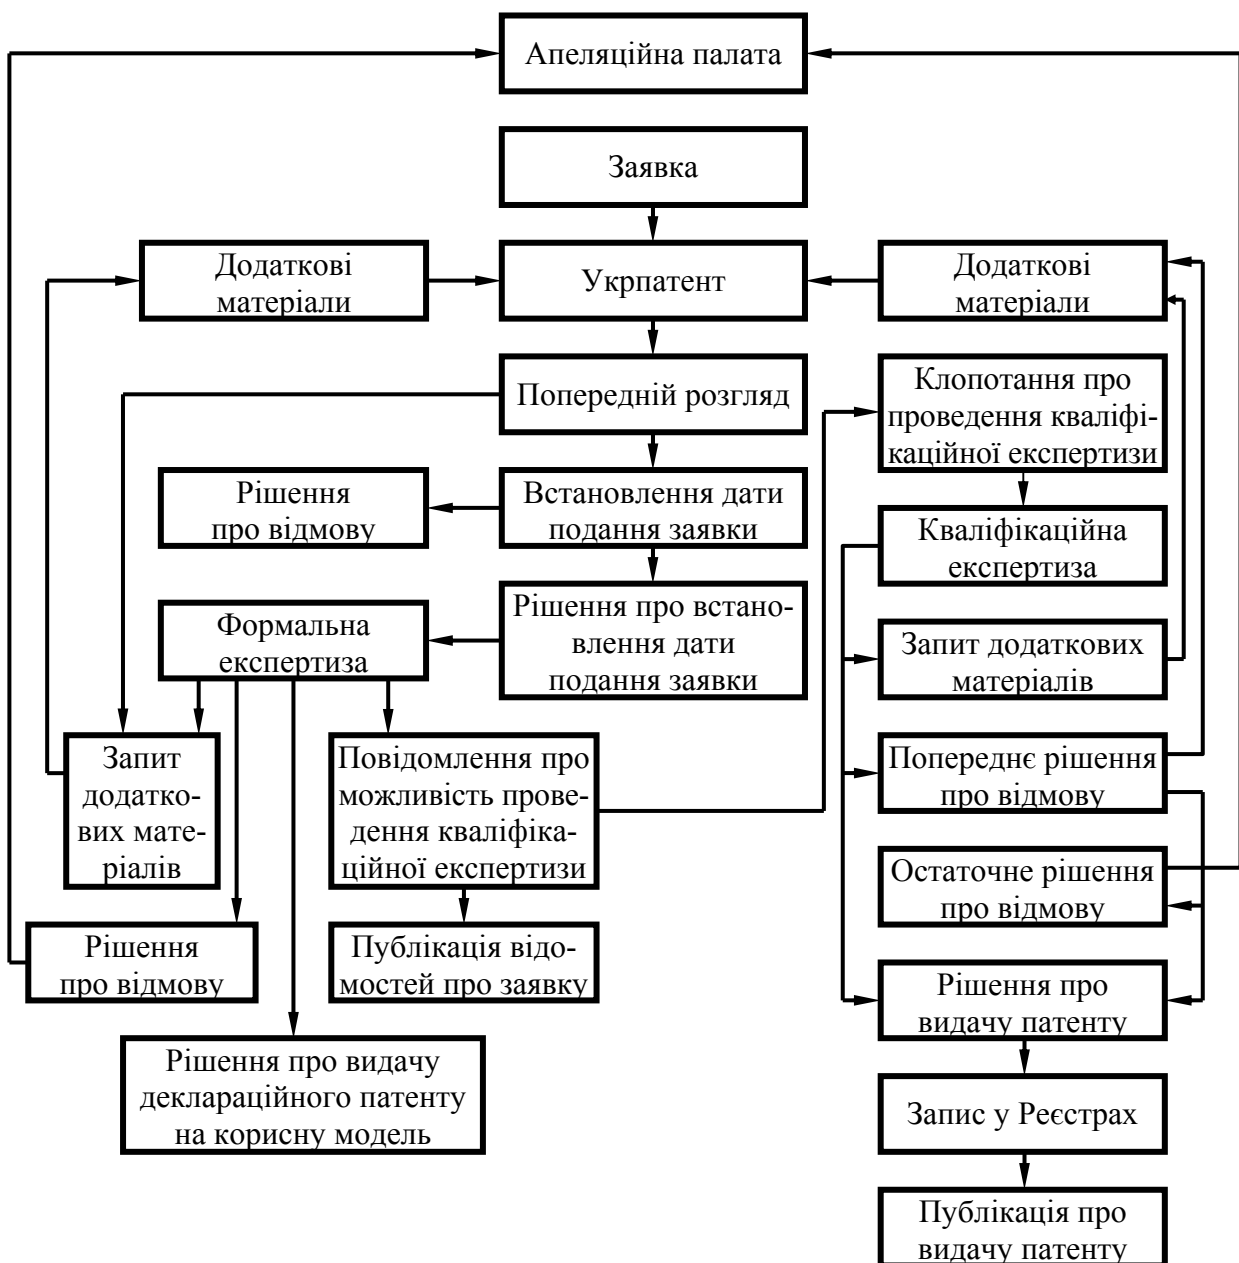 Апеляційна палата
Заявка
Додаткові
матеріали
Укрпатент
Додаткові
матеріали
Попередній розгляд
Клопотання про
проведення кваліфі-
каційної експертизи
Рішення
про відмову
Встановлення дати
подання заявки
Кваліфікаційна
експертиза
Формальна
експертиза
Рішення про встано-
влення дати
подання заявки
Запит додаткових
матеріалів
Запит
додатко-
вих мате-
ріалів
Повідомлення про
можливість прове-
дення кваліфіка-
ційної експертизи
Попереднє рішення
про відмову
Остаточне рішення
про відмову
Рішення
про відмову
Публікація відо-
мостей про заявку
Рішення про
видачу патенту
Рішення про видачу
деклараційного патенту
на корисну модель
Запис у Реєстрах
Публікація про
видачу патенту